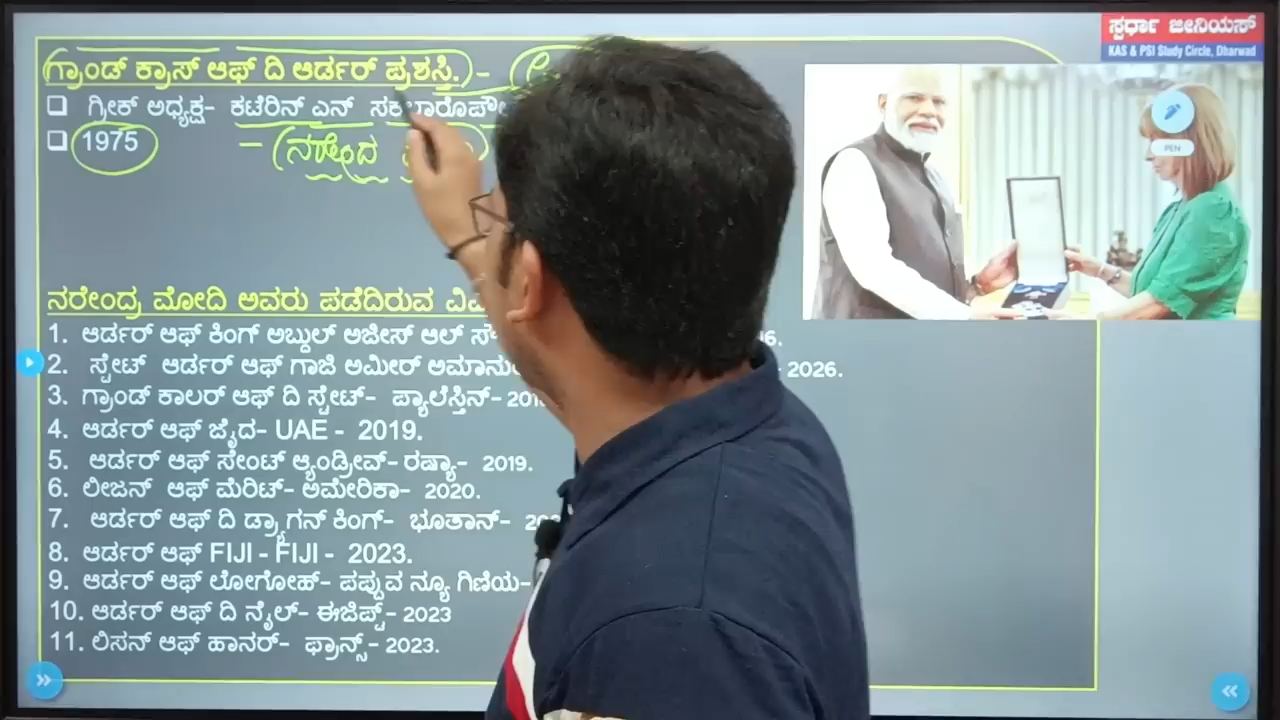 ಸ್ಪರ್ಧಾ ಜೀನಿಯಸ್
KAS & PSI Study Circle, Dharwad
ಗ್ರಾಂಡ್ ಕ್ರಾಸ್ ಆಫ್ ದಿ ಆರ್ಡರ್ ಪ್ರಶಸ್ತಿ. -
ಗ್ರೀಕ್ ಅಧ್ಯಕ್ಷ- ಕಟೆರಿನ್ ಎನ್
1975 - (ನರೇಂದ್ರ
PEN
ನರೇಂದ್ರ ಮೋದಿ ಅವರು ಪಡೆದಿರುವ
1. ಆರ್ಡರ್ ಆಫ್ ಕಿಂಗ್ ಅಬ್ದುಲ್ ಅಜೀಸ್ ಆಲ್
2. ಸ್ಟೇಟ್ ಆರ್ಡರ್ ಆಫ್ ಗಾಜಿ ಅಮೀರ್ 2026.
3. ಗ್ರಾಂಡ್ ಕಾಲರ್ ಆಫ್ ದಿ ಸ್ಟೇಟ್- ಪ್ಯಾಲೆಸ್ತಿನ್-
4. ಆರ್ಡರ್ ಆಫ್ ಜೈದ- UAE - 2019.
5. ಆರ್ಡರ್ ಆಫ್ ಸೇಂಟ್ ಆ್ಯಂಡ್ರೀವ್- ರಷ್ಯಾ- 2019.
6. ಲೀಜನ್ ಆಫ್ ಮೆರಿಟ್- ಅಮೇರಿಕಾ- 2020.
7. ಆರ್ಡರ್ ಆಫ್ ದಿ ಡ್ರ್ಯಾಗನ್ ಕಿಂಗ್- ಭೂತಾನ್-
8. ಆರ್ಡರ್ ಆಫ್ FIJI - FIJI - 2023.
9. ಆರ್ಡರ್ ಆಫ್ ಲೋಗೋಹ್- ಪಪ್ಪುವ ನ್ಯೂ ಗಿಣಿಯ-
10. ಆರ್ಡರ್ ಆಫ್ ದಿ ನೈಲ್- ಈಜಿಪ್ಟ್- 2023
11. ಲಿಸನ್ ಆಫ್ ಹಾನರ್- ಫ್ರಾನ್ಸ್- 2023.